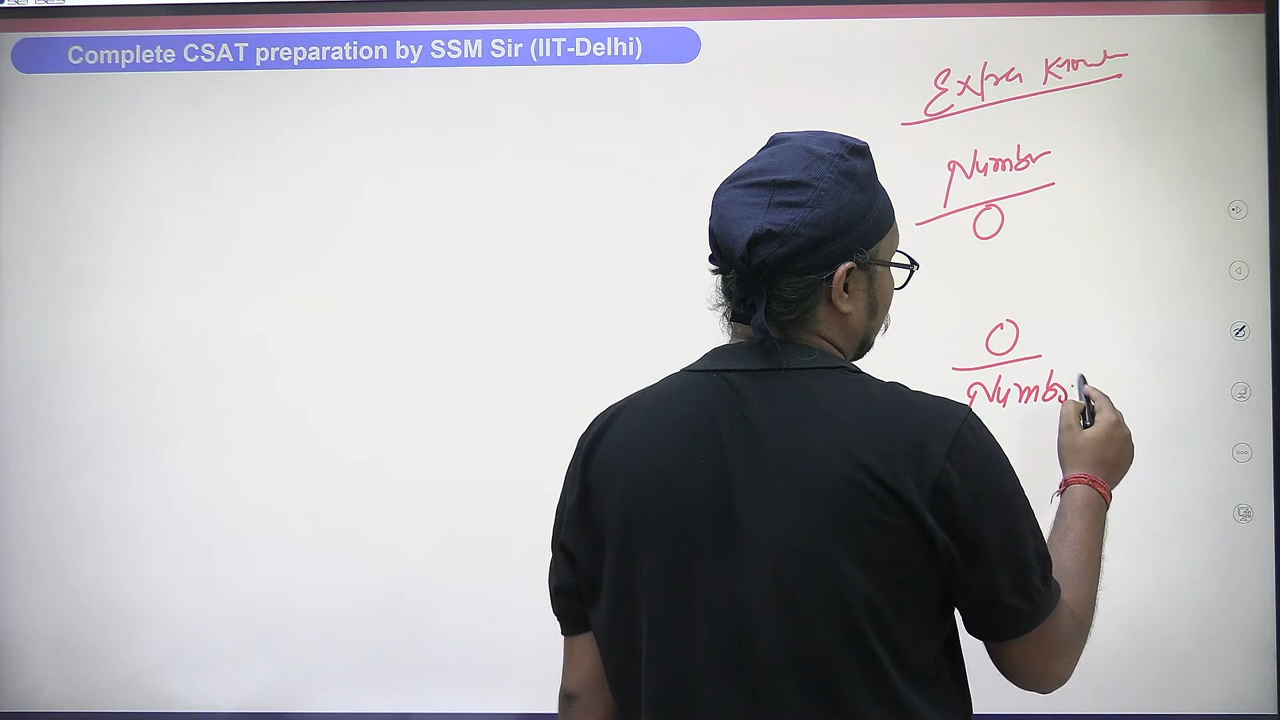 Complete CSAT preparation by SSM Sir (IIT-Delhi)
Extra Know
Number
0
0
Number